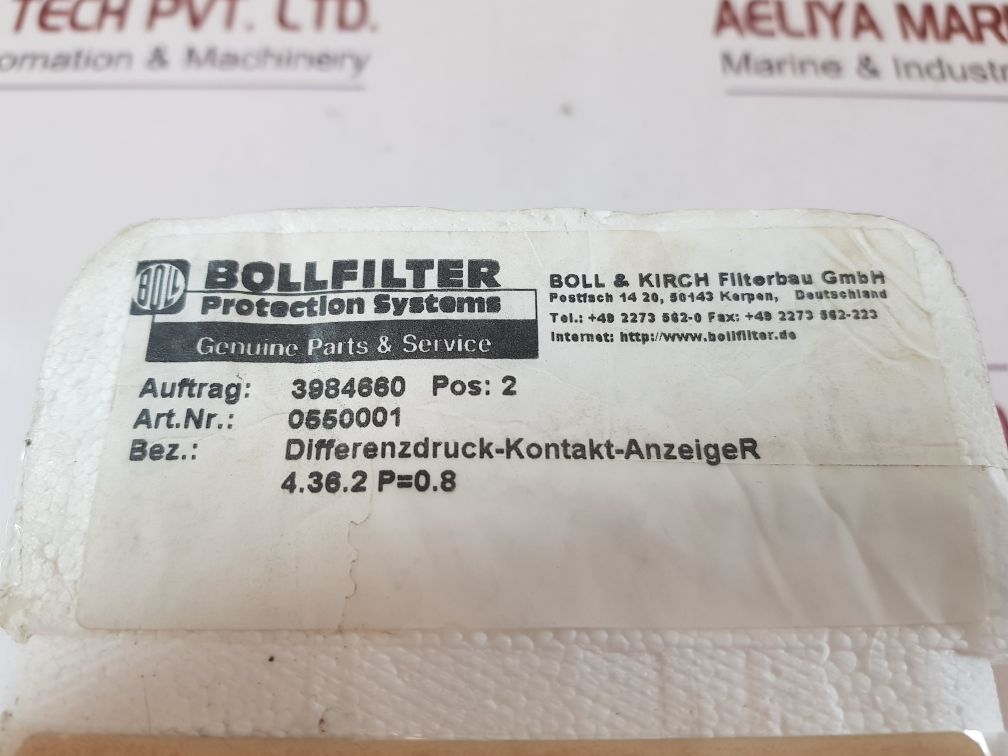 TECH PVT. LTD.
omation & Machinery
AELIYA MAR
Marine & Industr
BOLL
BOLLFILTER
Protection Systems
Genuine Parts & Service
BOLL & KIRCH Filterbau GmbH
Postfach 14 20, 50143 Kerpen, Deutschland
Tel.: +49 2273 562-0 Fax: +49 2273 562-223
Internet: http://www.bollfilter.de
Auftrag: 3984660 Pos: 2
Art.Nr.: 0550001
Bez.: Differenzdruck-Kontakt-AnzeigeR
4.36.2 P=0.8